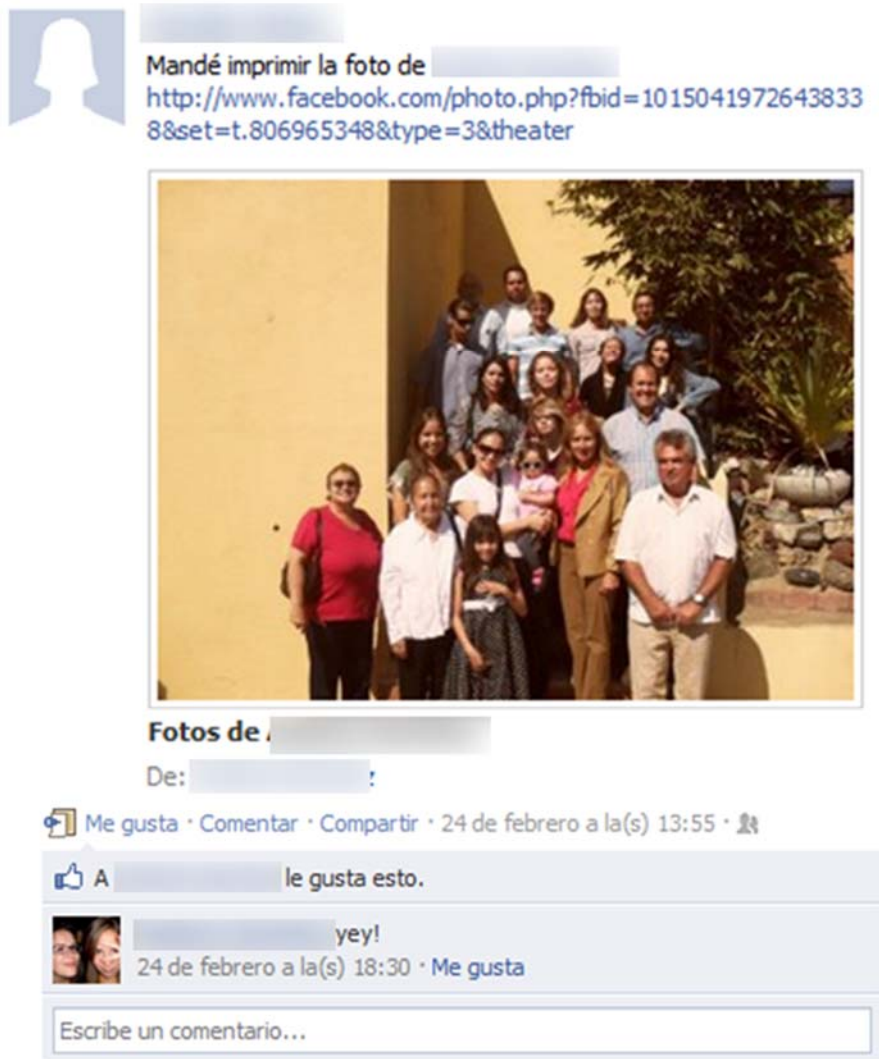 Mandé imprimir la foto de
http://www.facebook.com/photo.php?fbid=1015041972643833
8&set=t.806965348&type=3&theater
Fotos de
De:
Me gusta · Comentar · Compartir · 24 de febrero a la(s) 13:55 ·
A le gusta esto.
yey!
24 de febrero a la(s) 18:30 · Me gusta
Escribe un comentario...